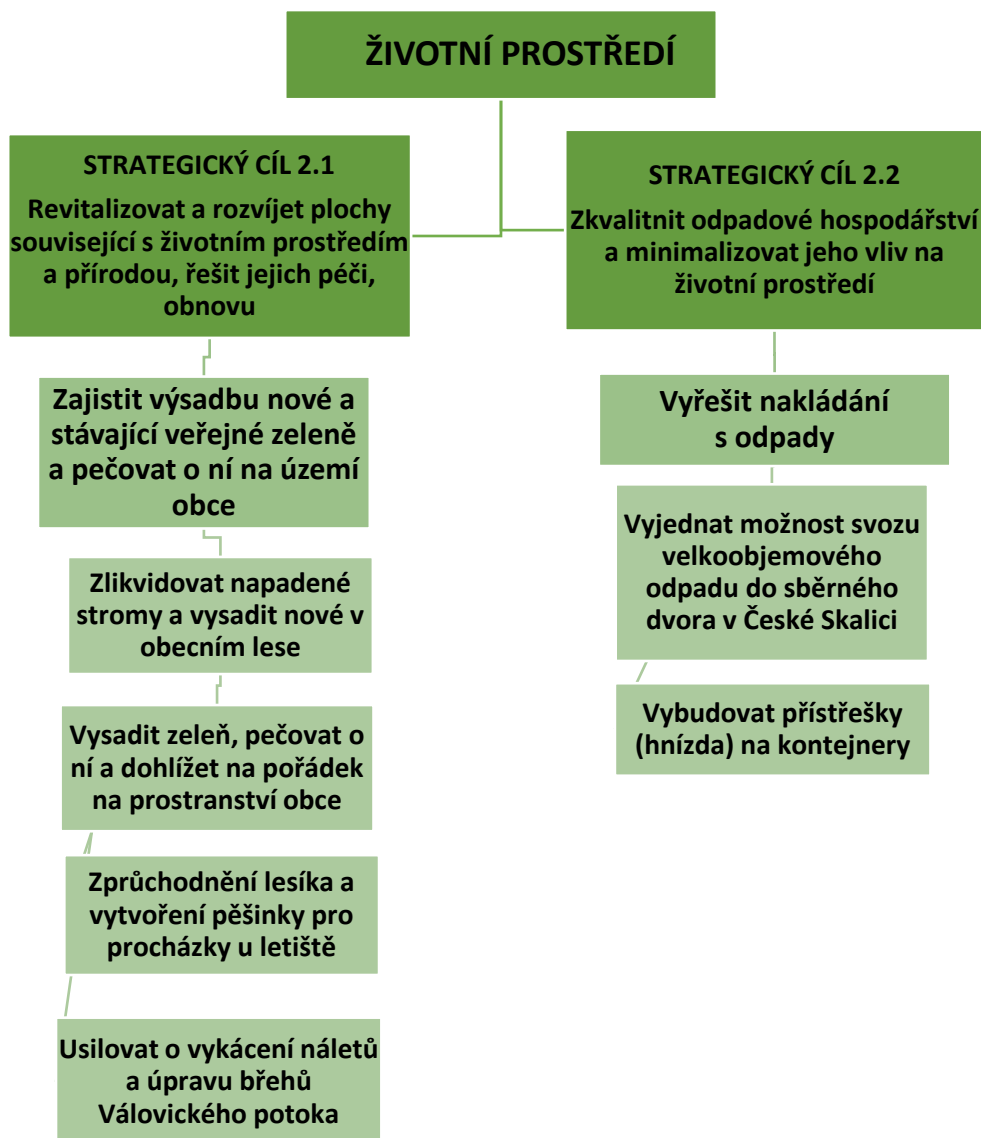 ŽIVOTNÍ PROSTŘEDÍ
STRATEGICKÝ CÍL 2.1
Revitalizovat a rozvíjet plochy
související s životním prostředím
a přírodou, řešit jejich péči,
obnovu
Zajistit výsadbu nové a
stávající veřejné zeleně
a pečovat o ní na území
obce
Zlikvidovat napadené
stromy a vysadit nové v
obecním lese
Vysadit zeleň, pečovat o
ní a dohlížet na pořádek
na prostranství obce
Zprůchodnění lesíka a
vytvoření pěšinky pro
procházky u letiště
Usilovat o vykácení náletů
a úpravu břehů
Válovického potoka
STRATEGICKÝ CÍL 2.2
Zkvalitnit odpadové hospodářství
a minimalizovat jeho vliv na
životní prostředí
Vyřešit nakládání
s odpady
Vyjednat možnost svozu
velkoobjemového
odpadu do sběrného
dvora v České Skalici
Vybudovat přístřešky
(hnízda) na kontejnery